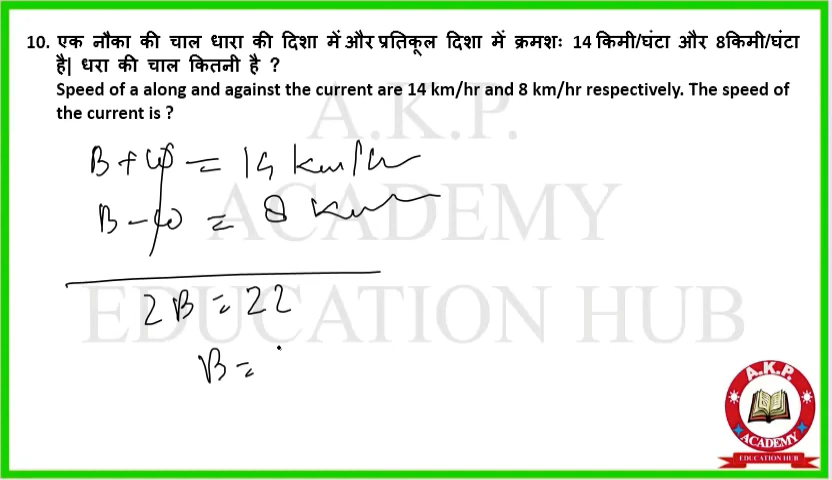 10. एक नौका की चाल धारा की दिशा में और प्रतिकूल दिशा में क्रमशः 14 किमी/घंटा और 8किमी/घंटा
है| धरा की चाल कितनी है ?
Speed of a along and against the current are 14 km/hr and 8 km/hr respectively. The speed of
the current is ?
A.K.P.
ACADEMY
EDUCATION HUB
B + W = 14 km/hr
B - W = 8 km
2B = 22
B =
A.K.P.
ACADEMY
EDUCATION HUB